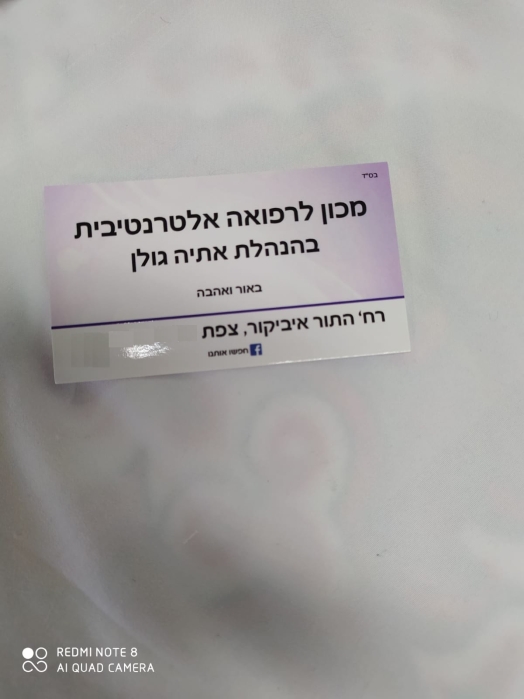 בס"ד
מכון לרפואה אלטרנטיבית
בהנהלת אתיה גולן
באור ואהבה
רח' התור איביקור, צפת
חפשו אותנו
REDMI NOTE 8
AI QUAD CAMERA